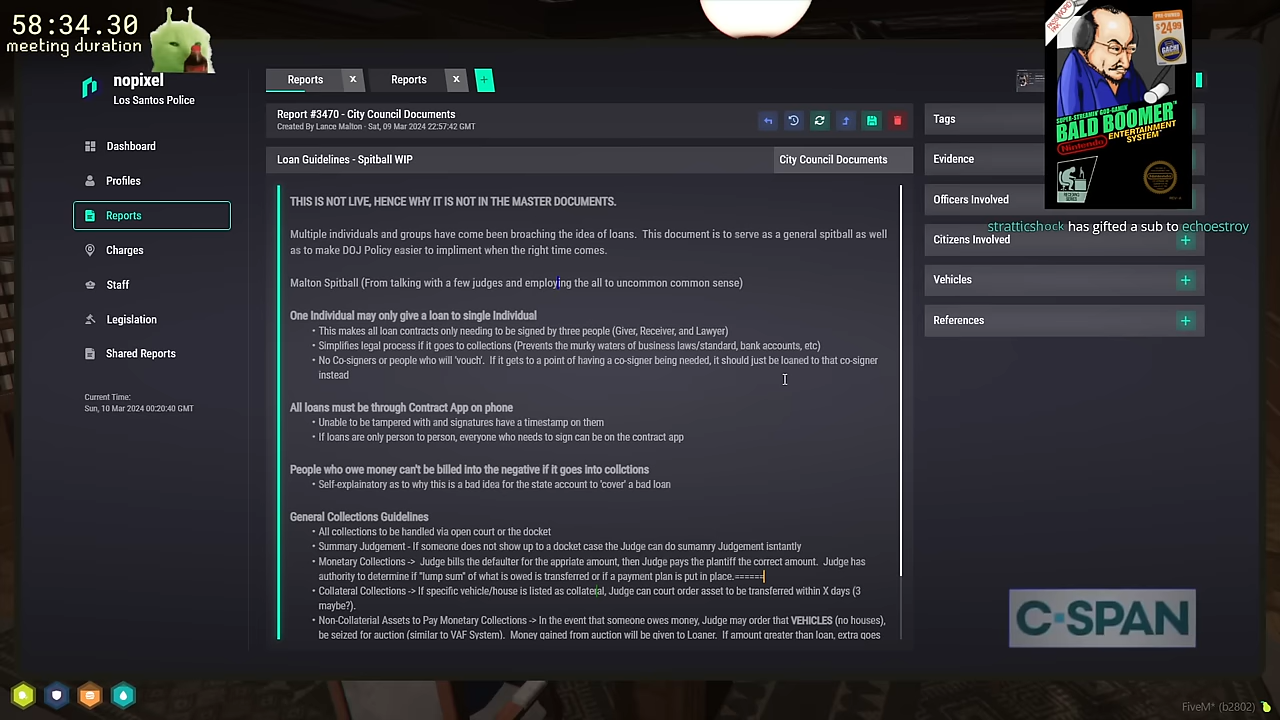 58:34.30
meeting duration
nopixel
Los Santos Police
Dashboard
Profiles
Reports
Charges
Staff
Legislation
Shared Reports
Current Time:
Sun, 10 Mar 2024 00:20:40 GMT
Reports x Reports x +
Report #3470 - City Council Documents
Created By Lance Malton - Sat, 09 Mar 2024 22:57:42 GMT
Loan Guidelines - Spitball WIP
City Council Documents
THIS IS NOT LIVE, HENCE WHY IT IS NOT IN THE MASTER DOCUMENTS.
Multiple individuals and groups have come been broaching the idea of loans. This document is to serve as a general spitball as well
as to make DOJ Policy easier to impliment when the right time comes.
Malton Spitball (From talking with a few judges and employing the all to uncommon common sense)
One Individual may only give a loan to single Individual
• This makes all loan contracts only needing to be signed by three people (Giver, Receiver, and Lawyer)
• Simplifies legal process if it goes to collections (Prevents the murky waters of business laws/standard, bank accounts, etc)
• No Co-signers or people who will 'vouch'. If it gets to a point of having a co-signer being needed, it should just be loaned to that co-signer
instead
All loans must be through Contract App on phone
• Unable to be tampered with and signatures have a timestamp on them
• If loans are only person to person, everyone who needs to sign can be on the contract app
People who owe money can't be billed into the negative if it goes into collctions
• Self-explainatory as to why this is a bad idea for the state account to 'cover' a bad loan
General Collections Guidelines
• All collections to be handled via open court or the docket
• Summary Judgement - If someone does not show up to a docket case the Judge can do sumamry Judgement isntantly
• Monetary Collections -> Judge bills the defaulter for the appriate amount, then Judge pays the plantiff the correct amount. Judge has
authority to determine if "lump sum" of what is owed is transferred or if a payment plan is put in place.======
• Collateral Collections -> If specific vehicle/house is listed as collateral, Judge can court order asset to be transferred within X days (3
maybe?).
• Non-Collateral Assets to Pay Monetary Collections -> In the event that someone owes money, Judge may order that VEHICLES (no houses),
be seized for auction (similar to VAF System). Money gained from auction will be given to Loaner. If amount greater than loan, extra goes
Tags
Evidence
Officers Involved
Citizens Involved +
Vehicles +
References +
PRE-VIEWED
$24.99
GACHI
SUPER-STREAMIN' GOD-GAMIN'
BALD BOOMER™
Nintendo
ENTERTAINMENT
SYSTEM™
stratticshock has gifted a sub to echoestroy
C-SPAN
FiveM* (b2802)